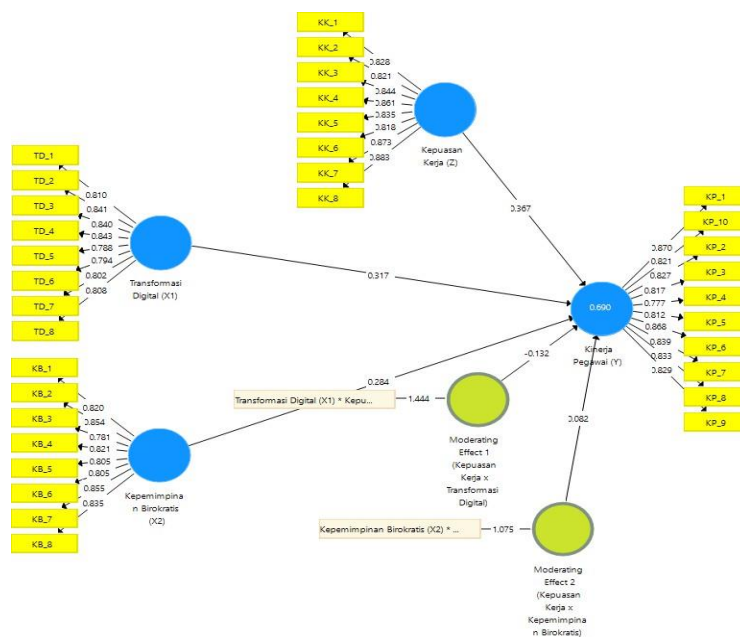 KK_1
KK_2
KK_3
KK_4
KK_5
KK_6
KK_7
KK_8
0.828
0.821
0.844
0.861
0.835
0.818
0.873
0.883
Kepuasan
Kerja (Z)
TD_1
TD_2
TD_3
TD_4
TD_5
TD_6
TD_7
TD_8
0.810
0.841
0.840
0.843
0.788
0.794
0.802
0.808
Transformasi
Digital (X1)
0.367
0.317
KP_1
KP_10
KP_2
KP_3
KP_4
KP_5
KP_6
KP_7
KP_8
KP_9
0.870
0.821
0.827
0.817
0.777
0.812
0.868
0.839
0.833
0.829
0.690
Kinerja
Pegawai (Y)
KB_1
KB_2
KB_3
KB_4
KB_5
KB_6
KB_7
KB_8
0.820
0.854
0.781
0.821
0.805
0.805
0.855
0.835
Kepemimpina
n Birokratis
(X2)
0.284
-0.132
0.082
Transformasi Digital (X1) * Kepu...
1.444
Moderating
Effect 1
(Kepuasan
Kerja x
Transformasi
Digital)
Kepemimpinan Birokratis (X2) * ...
1.075
Moderating
Effect 2
(Kepuasan
Kerja x
Kepemimpina
n Birokratis)